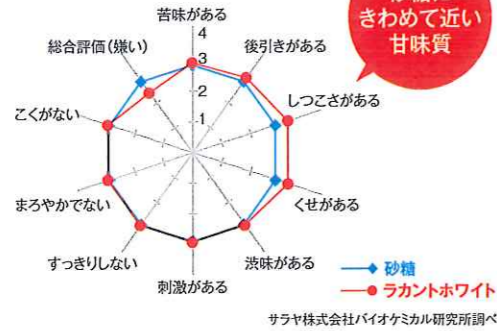 きわめて近い
甘味質
苦味がある
後引きがある
しつこさがある
くせがある
渋味がある
刺激がある
すっきりしない
まろやかでない
こくがない
総合評価(嫌い)
4
3
2
1
砂糖
ラカントホワイト
サラヤ株式会社バイオケミカル研究所調べ